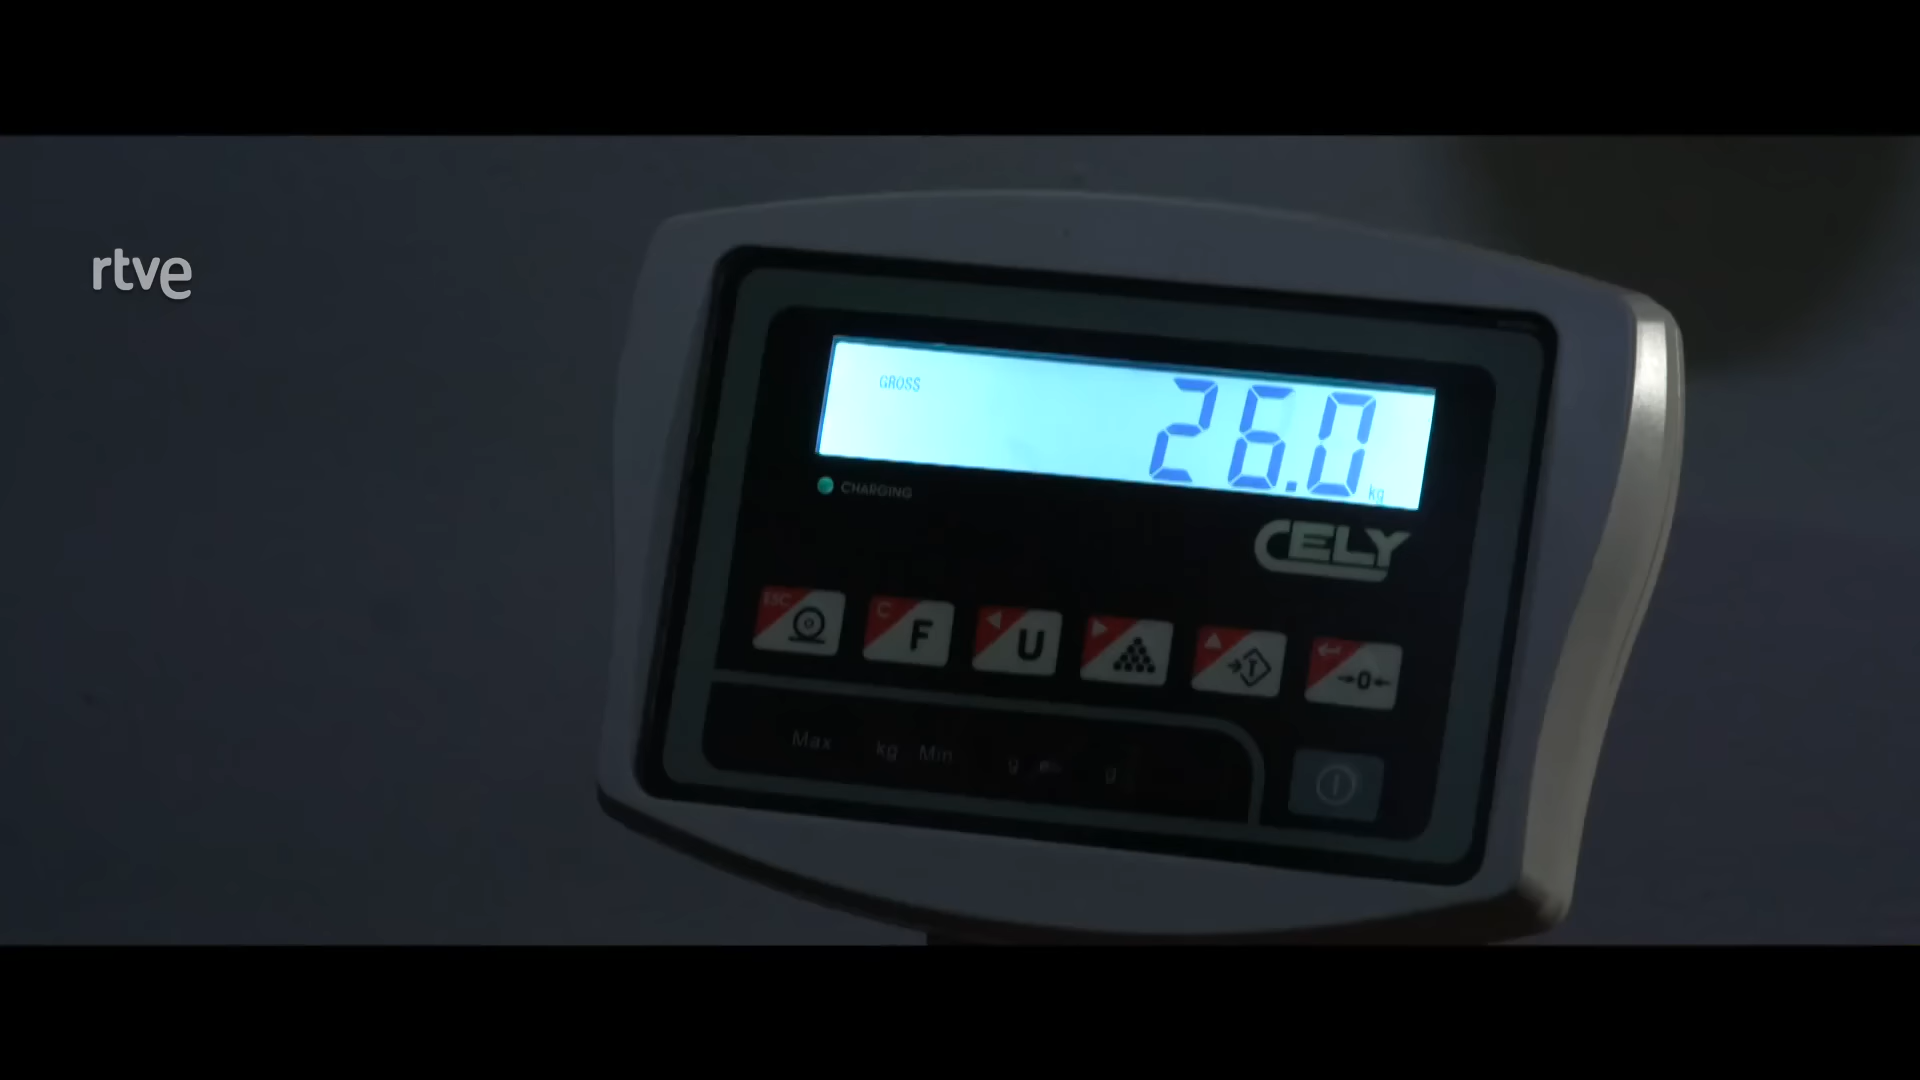 rtve
GROSS
26.0 kg
CHARGING
CELY
ESC C
F U T →0←
Max kg Min g e= g